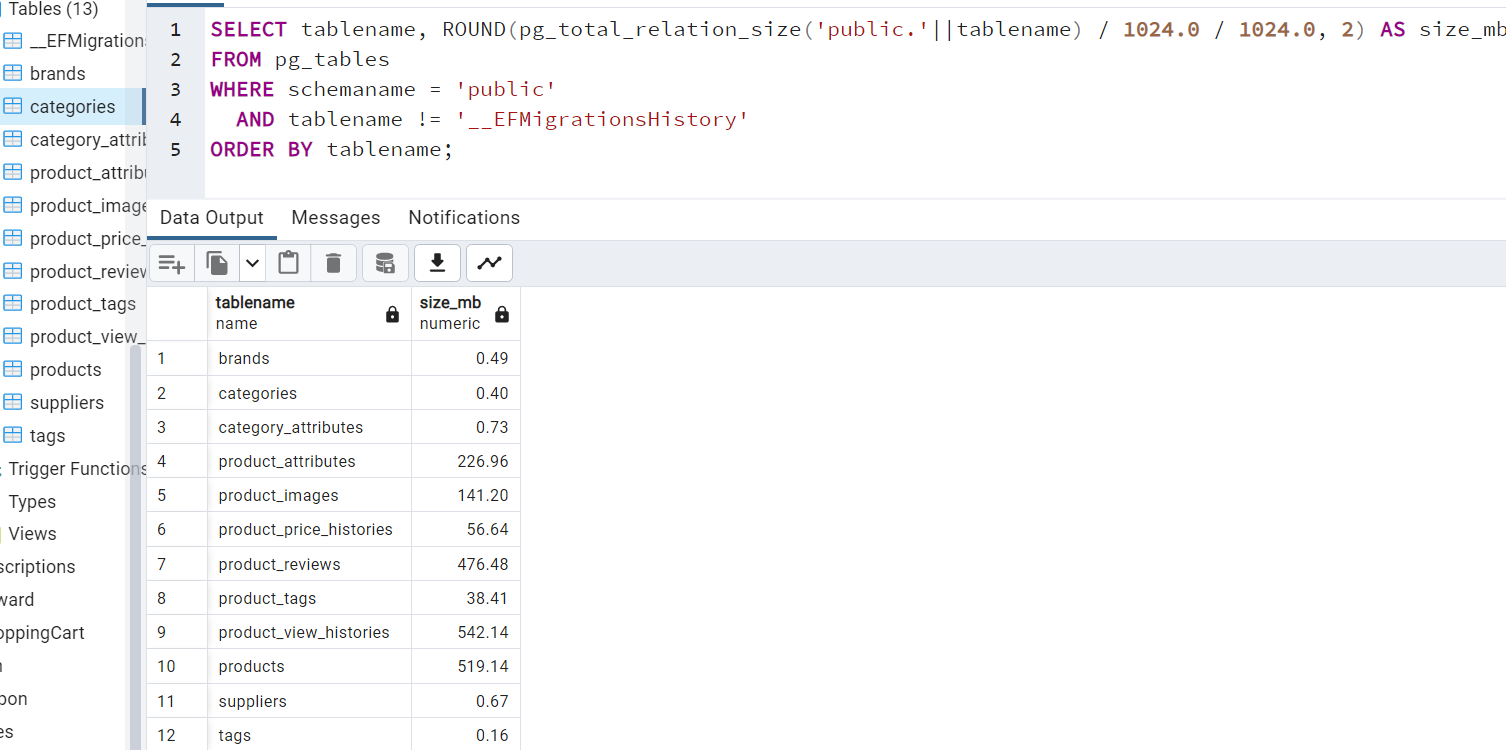 Tables (13)
__EFMigrations
brands
categories
category_attrib
product_attribu
product_image
product_price_
product_review
product_tags
product_view_
products
suppliers
tags
Trigger Functions
Types
Views
scriptions
ward
oppingCart
pon
es
1 SELECT tablename, ROUND(pg_total_relation_size('public.'||tablename) / 1024.0 / 1024.0, 2) AS size_mb
2 FROM pg_tables
3 WHERE schemaname = 'public'
4 AND tablename != '__EFMigrationsHistory'
5 ORDER BY tablename;
Data Output Messages Notifications
tablename size_mb
name numeric
1 brands 0.49
2 categories 0.40
3 category_attributes 0.73
4 product_attributes 226.96
5 product_images 141.20
6 product_price_histories 56.64
7 product_reviews 476.48
8 product_tags 38.41
9 product_view_histories 542.14
10 products 519.14
11 suppliers 0.67
12 tags 0.16